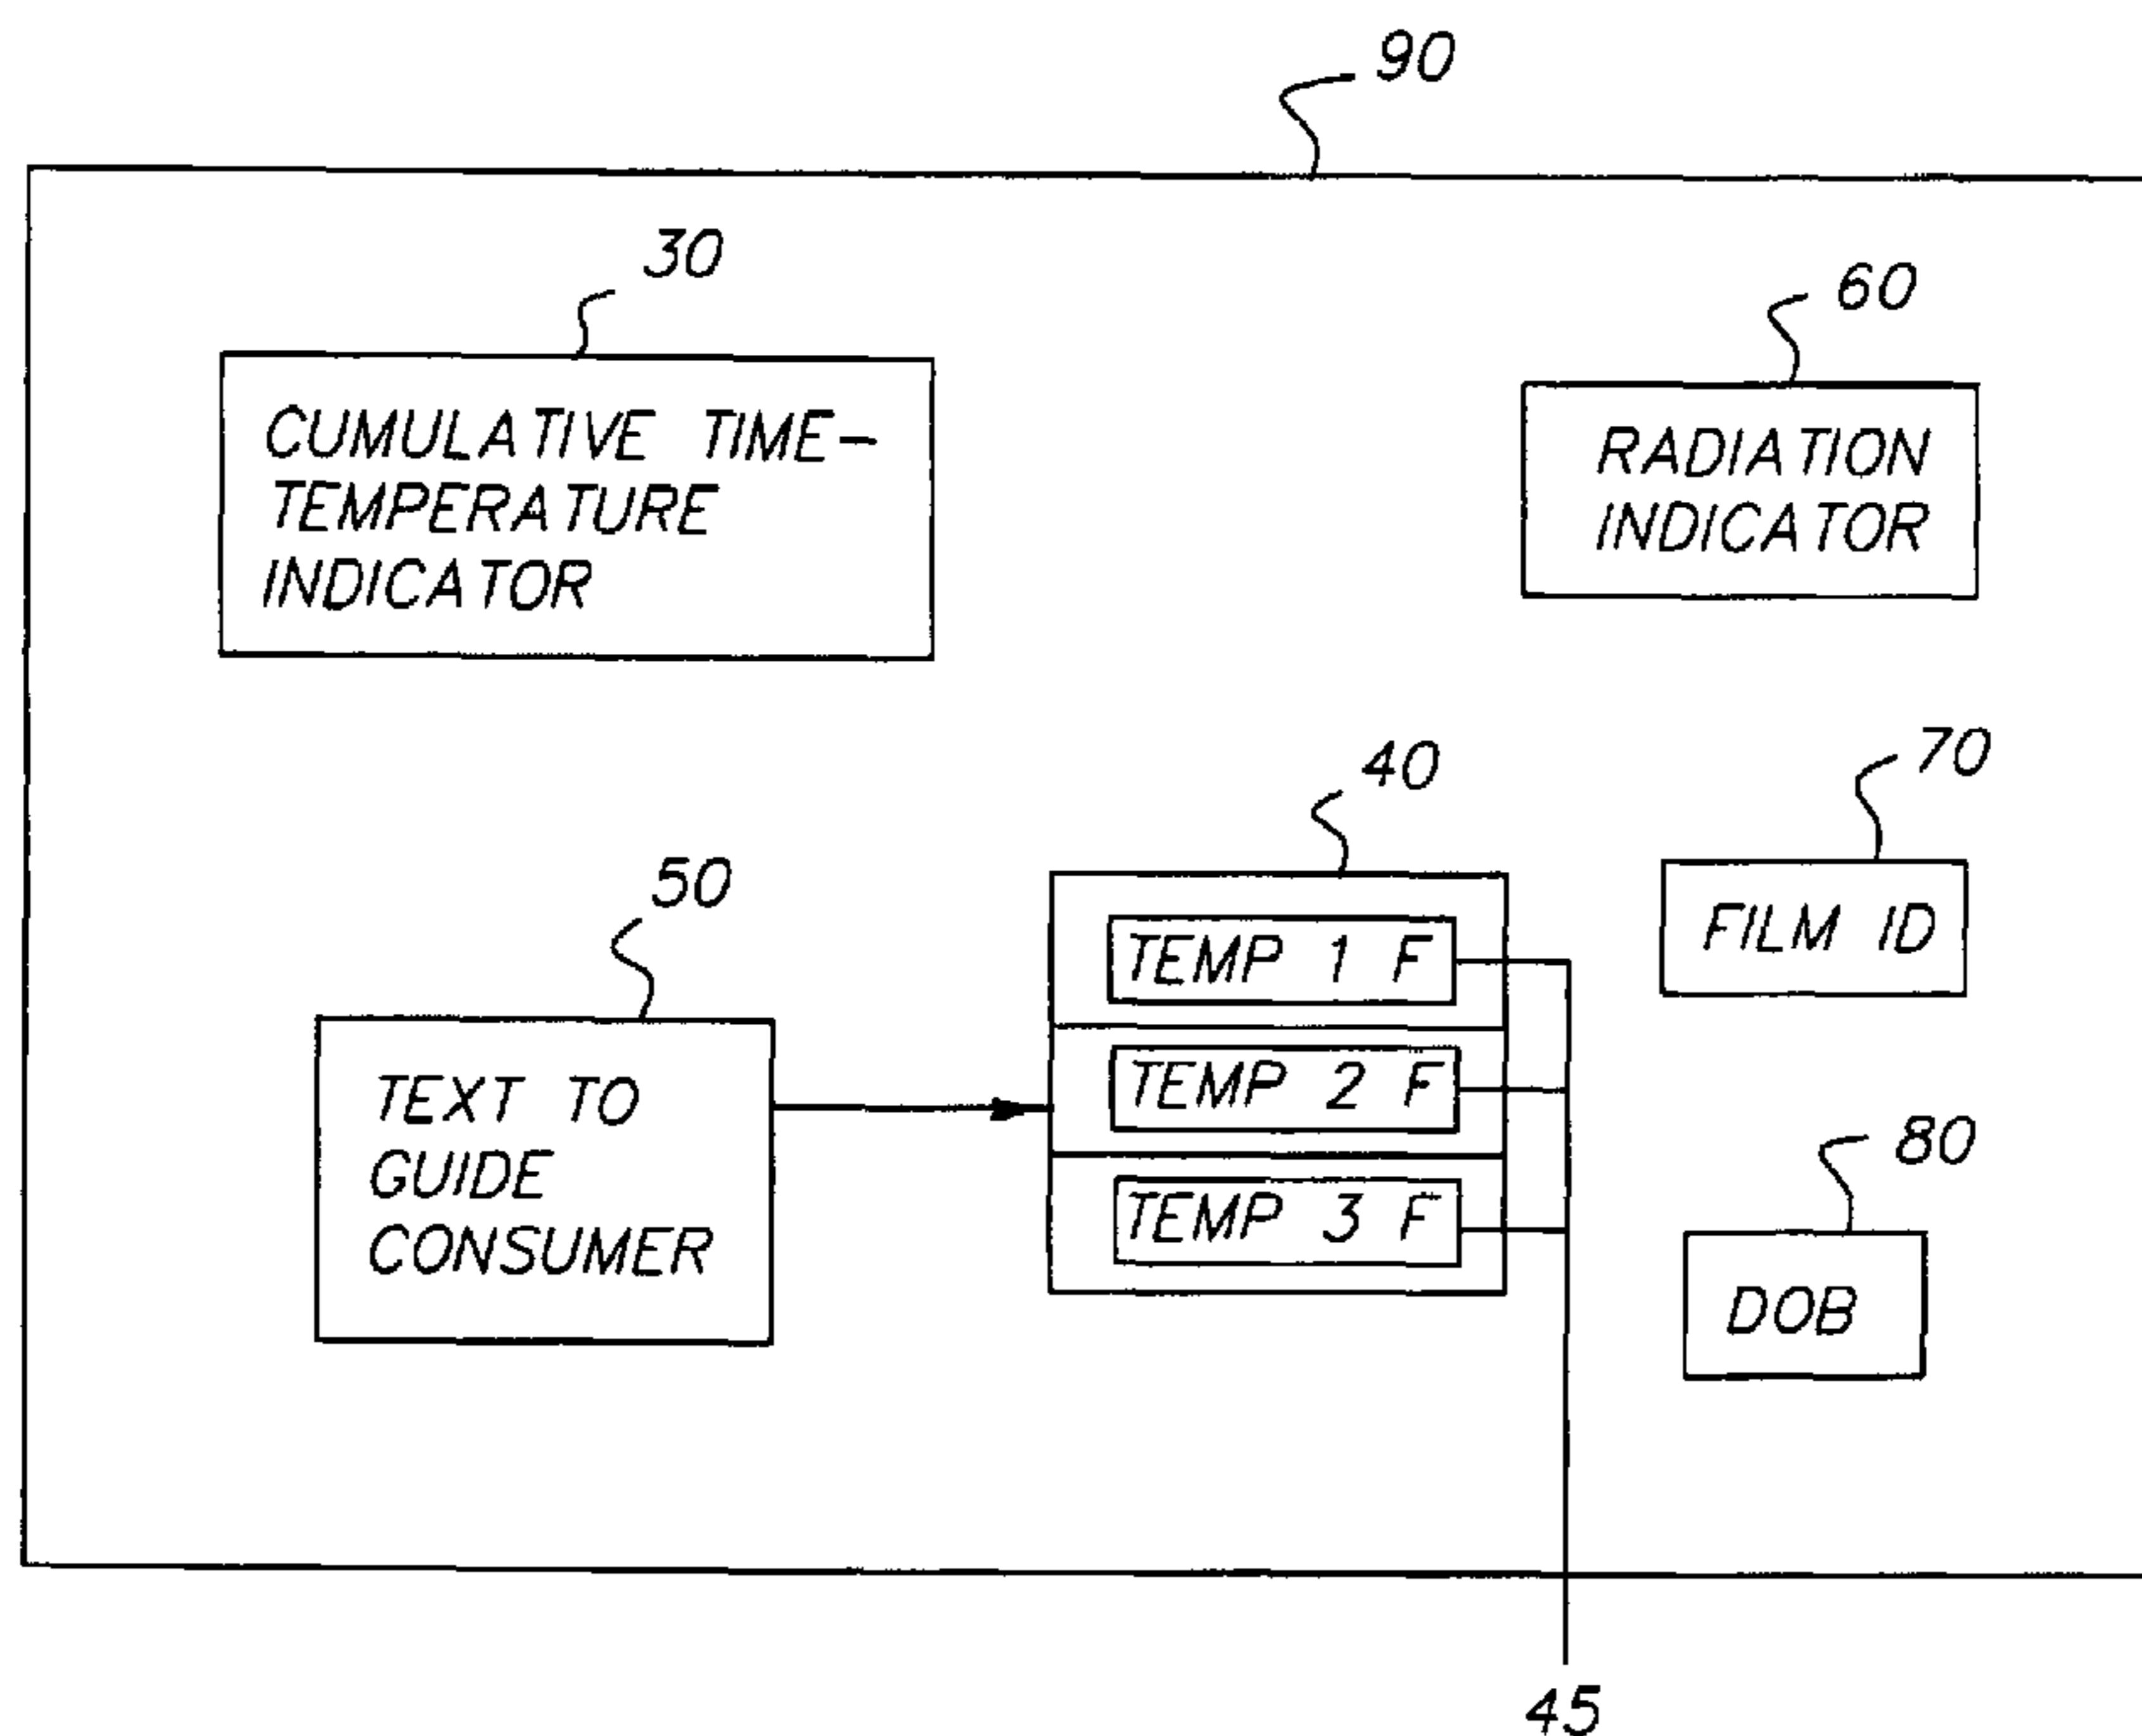 90
30
CUMULATIVE TIME-
TEMPERATURE
INDICATOR
60
RADIATION
INDICATOR
40
70
FILM ID
50
TEXT TO
GUIDE
CONSUMER
TEMP 1 F
TEMP 2 F
TEMP 3 F
80
DOB
45